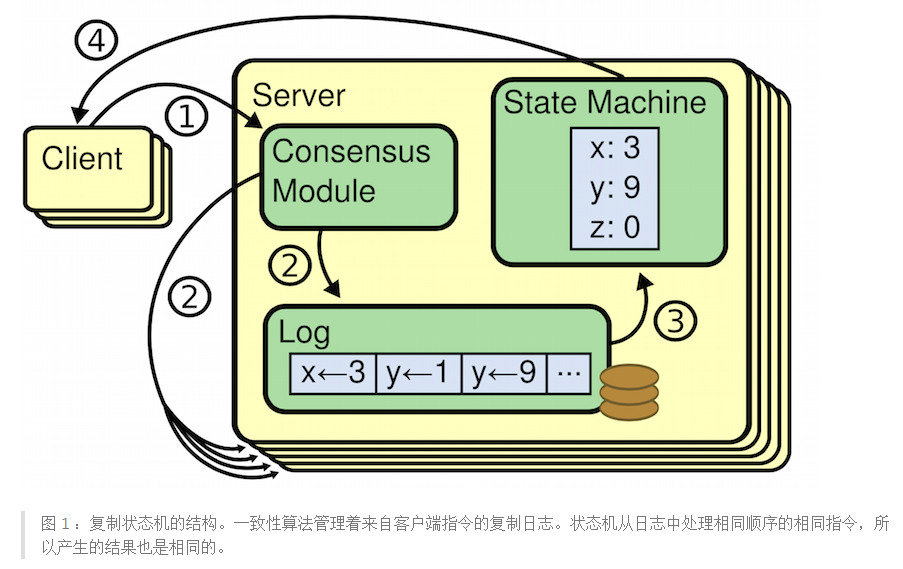 ④
①
Server
State Machine
Client
Consensus
Module
x: 3
y: 9
z: 0
②
②
③
Log
x←3 y←1 y←9 ···
图 1：复制状态机的结构。一致性算法管理着来自客户端指令的复制日志。状态机从日志中处理相同顺序的相同指令，所
以产生的结果也是相同的。